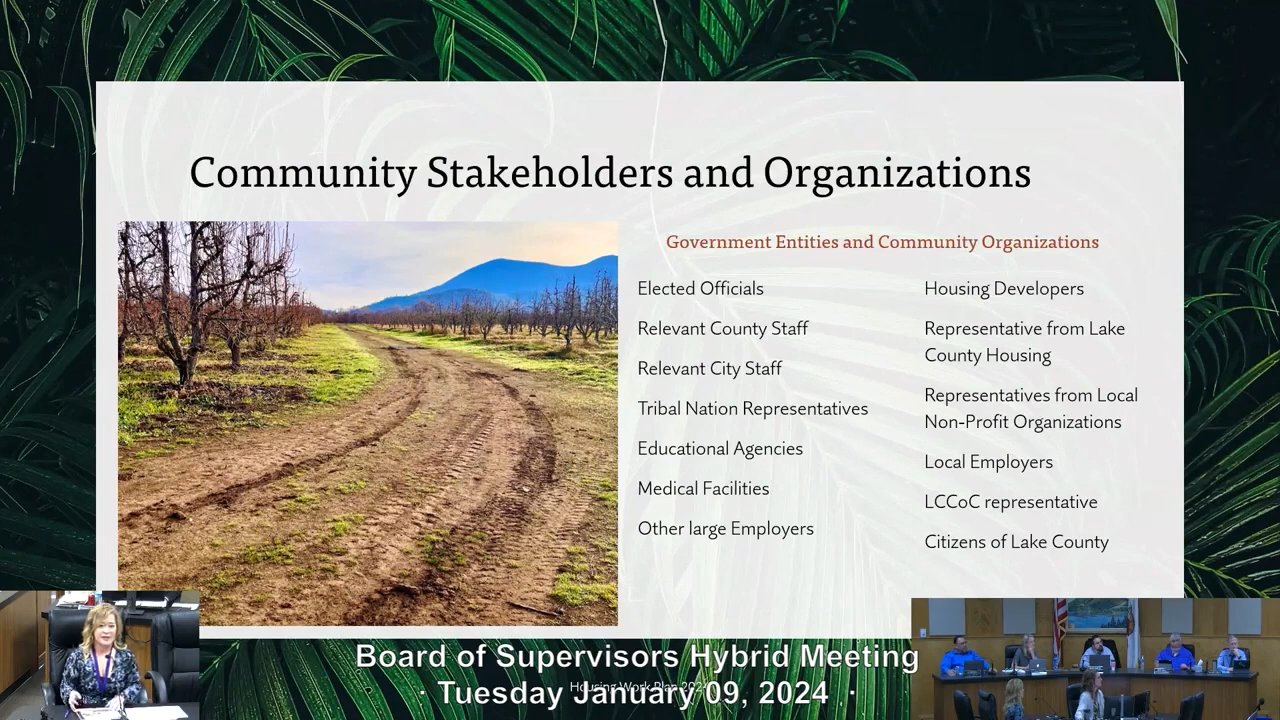 Community Stakeholders and Organizations
Government Entities and Community Organizations
Elected Officials
Relevant County Staff
Relevant City Staff
Tribal Nation Representatives
Educational Agencies
Medical Facilities
Other large Employers
Housing Developers
Representative from Lake
County Housing
Representatives from Local
Non-Profit Organizations
Local Employers
LCCoC representative
Citizens of Lake County
Board of Supervisors Hybrid Meeting
· Tuesday January 09, 2024 ·
Housing Work Plan